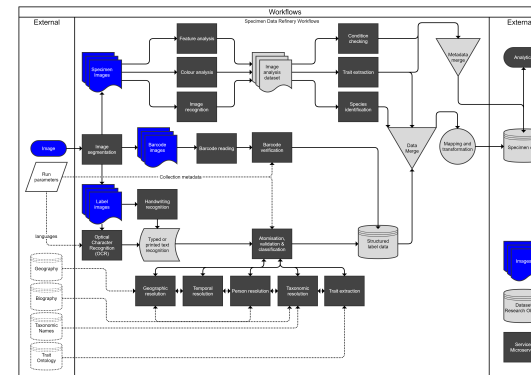 Workflows
External
Specimen Data Refinery Workflows
Externa
Specimen
images
Feature analysis
Colour analysis
Image
recognition
Image
analysis
dataset
Condition
checking
Trait extraction
Species
identification
Metadata
merge
Analytic
Image
Image
segmentation
Barcode
images
Barcode reading
Barcode
verification
Data
Merge
Mapping and
transformation
Specimen
Run
parameters
Collection metadata
Label
images
Handwriting
recognition
languages
Optical
Character
Recognition
(OCR)
Typed or
printed text
recognition
Atomisation,
validation &
classification
Structured
label data
Images
Geography
Biography
Taxonomic
Names
Trait
Ontology
Geographic
resolution
Temporal
resolution
Person resolution
Taxonomic
resolution
Trait extraction
Dataset
Research O
Service
Microserv